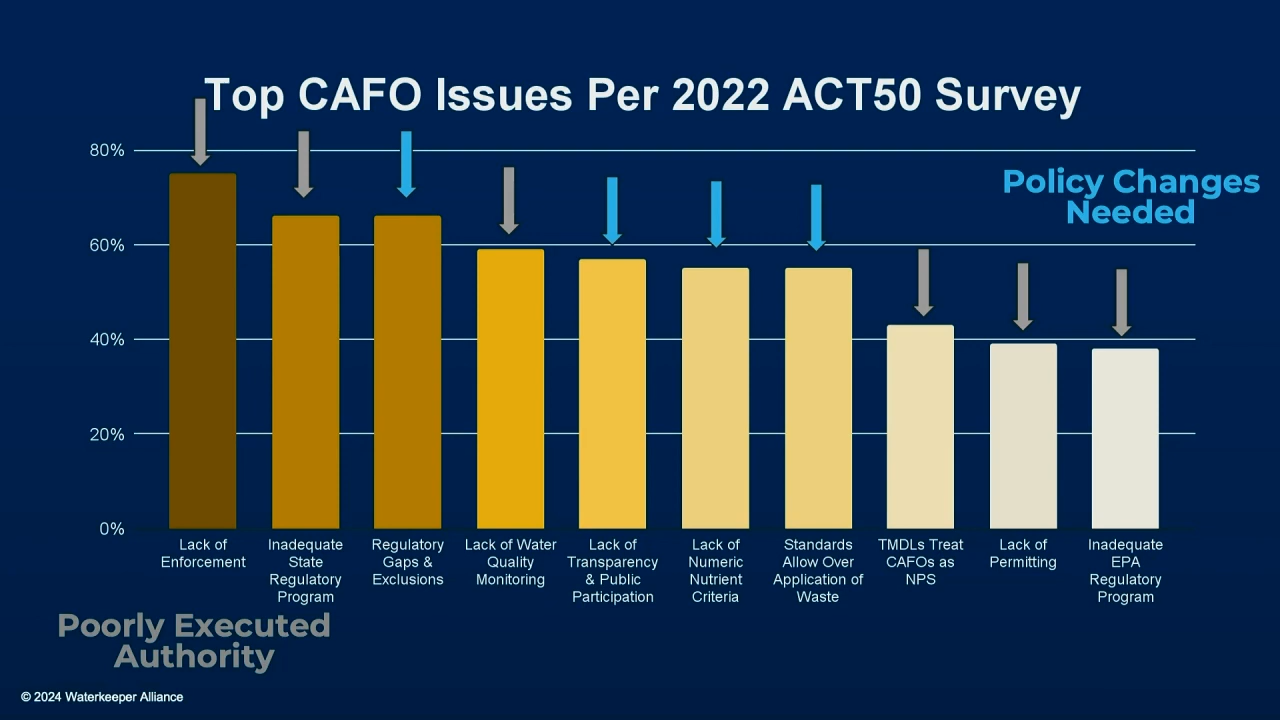 Top CAFO Issues Per 2022 ACT50 Survey
80%
Policy Changes
Needed
60%
40%
20%
0%
Lack of
Enforcement
Inadequate
State
Regulatory
Program
Regulatory
Gaps &
Exclusions
Lack of Water
Quality
Monitoring
Lack of
Transparency
& Public
Participation
Lack of
Numeric
Nutrient
Criteria
Standards
Allow Over
Application of
Waste
TMDLs Treat
CAFOs as
NPS
Lack of
Permitting
Inadequate
EPA
Regulatory
Program
Poorly Executed
Authority
© 2024 Waterkeeper Alliance